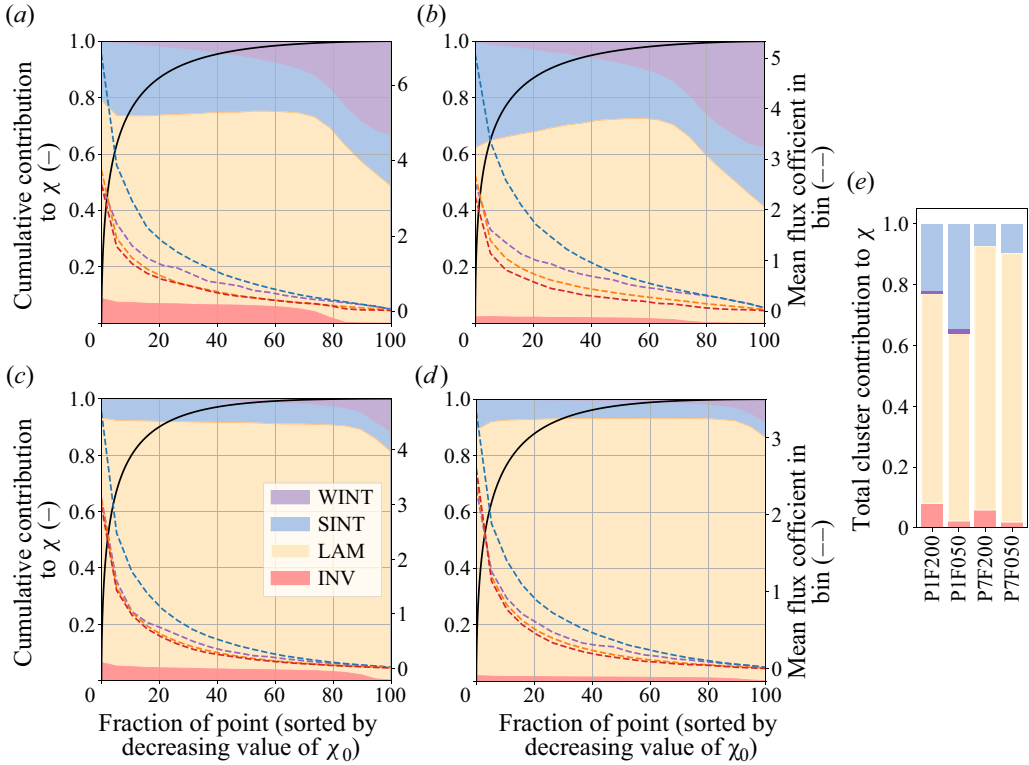 (a)
Cumulative contribution
to χ (—)
1.0
0.8
0.6
0.4
0.2
0
20
40
60
80
100
6
4
2
0
(b)
1.0
0.8
0.6
0.4
0.2
0
20
40
60
80
100
5
4
3
2
1
0
Mean flux cofficient in
bin (– –)
(c)
Cumulative contribution
to χ (—)
1.0
0.8
0.6
0.4
0.2
0
20
40
60
80
100
4
3
2
1
0
WINT
SINT
LAM
INV
Fraction of point (sorted by
decreasing value of χ0)
(d)
1.0
0.8
0.6
0.4
0.2
0
20
40
60
80
100
3
2
1
0
Mean flux cofficient in
bin (– –)
Fraction of point (sorted by
decreasing value of χ0)
(e)
Total cluster contribution to χ
1.0
0.8
0.6
0.4
0.2
0
P1F200
P1F050
P7F200
P7F050